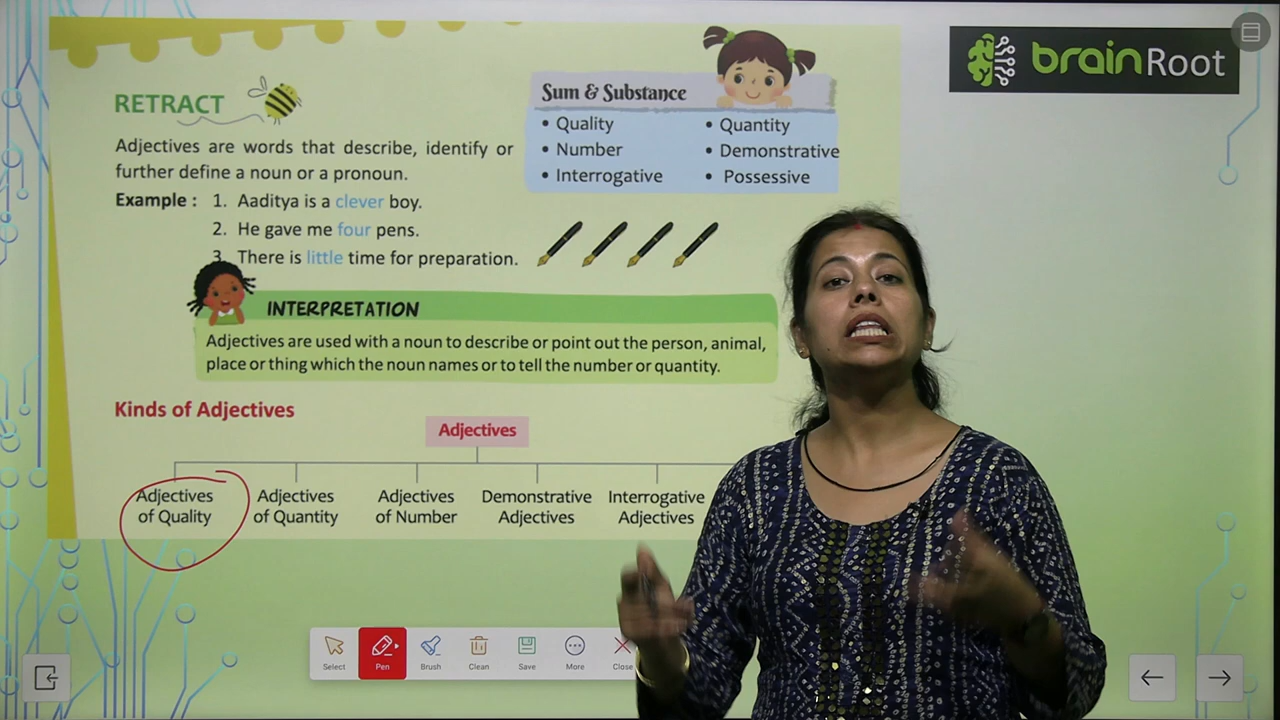 brainRoot
RETRACT
Adjectives are words that describe, identify or
further define a noun or a pronoun.
Example : 1. Aaditya is a clever boy.
2. He gave me four pens.
3. There is little time for preparation.
Sum & Substance
• Quality • Quantity
• Number • Demonstrative
• Interrogative • Possessive
INTERPRETATION
Adjectives are used with a noun to describe or point out the person, animal,
place or thing which the noun names or to tell the number or quantity.
Kinds of Adjectives
Adjectives
Adjectives
of Quality
Adjectives
of Quantity
Adjectives
of Number
Demonstrative
Adjectives
Interrogative
Adjectives
Select
Pen
Brush
Clean
Save
More
Close